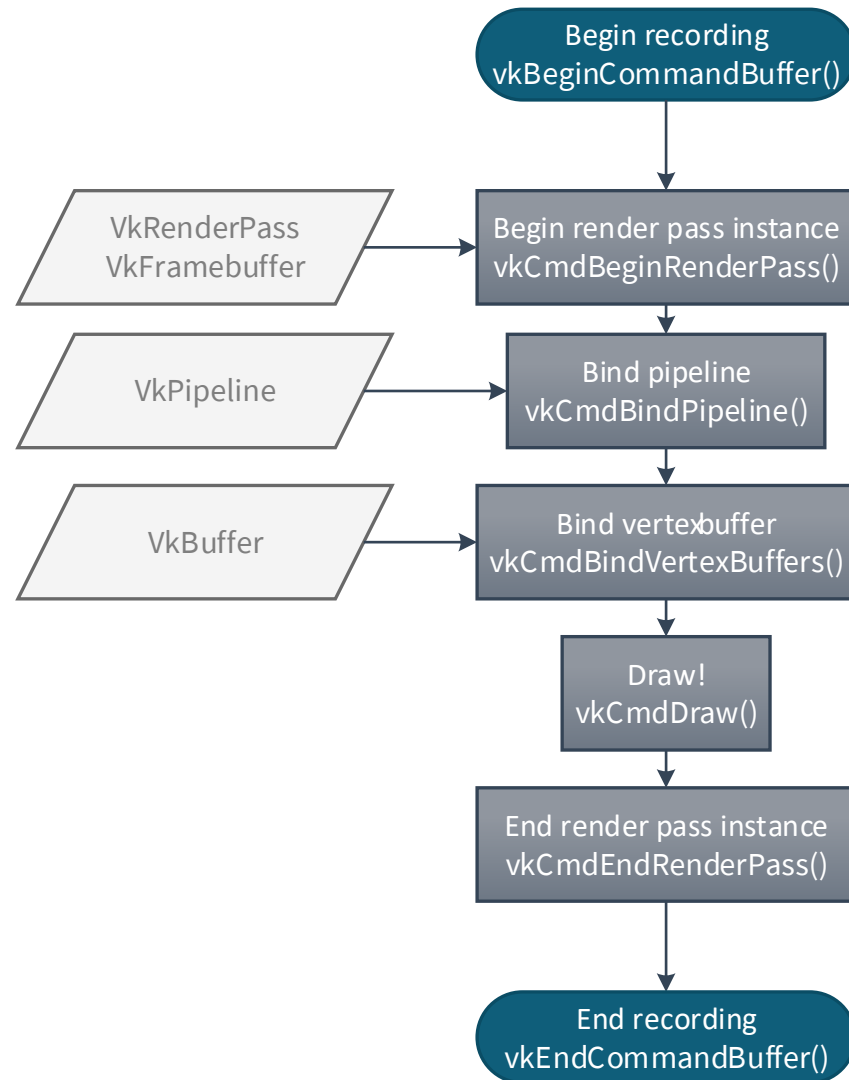 Begin recording
vkBeginCommandBuffer()
VkRenderPass
VkFramebuffer
Begin render pass instance
vkCmdBeginRenderPass()
VkPipeline
Bind pipeline
vkCmdBindPipeline()
VkBuffer
Bind vertexbuffer
vkCmdBindVertexBuffers()
Draw!
vkCmdDraw()
End render pass instance
vkCmdEndRenderPass()
End recording
vkEndCommandBuffer()